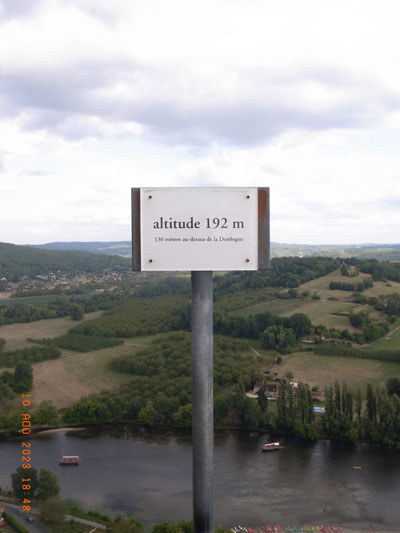 altitude 192 m
130 mètres au-dessus de la Dordogne
10 AOU 2023 18:48